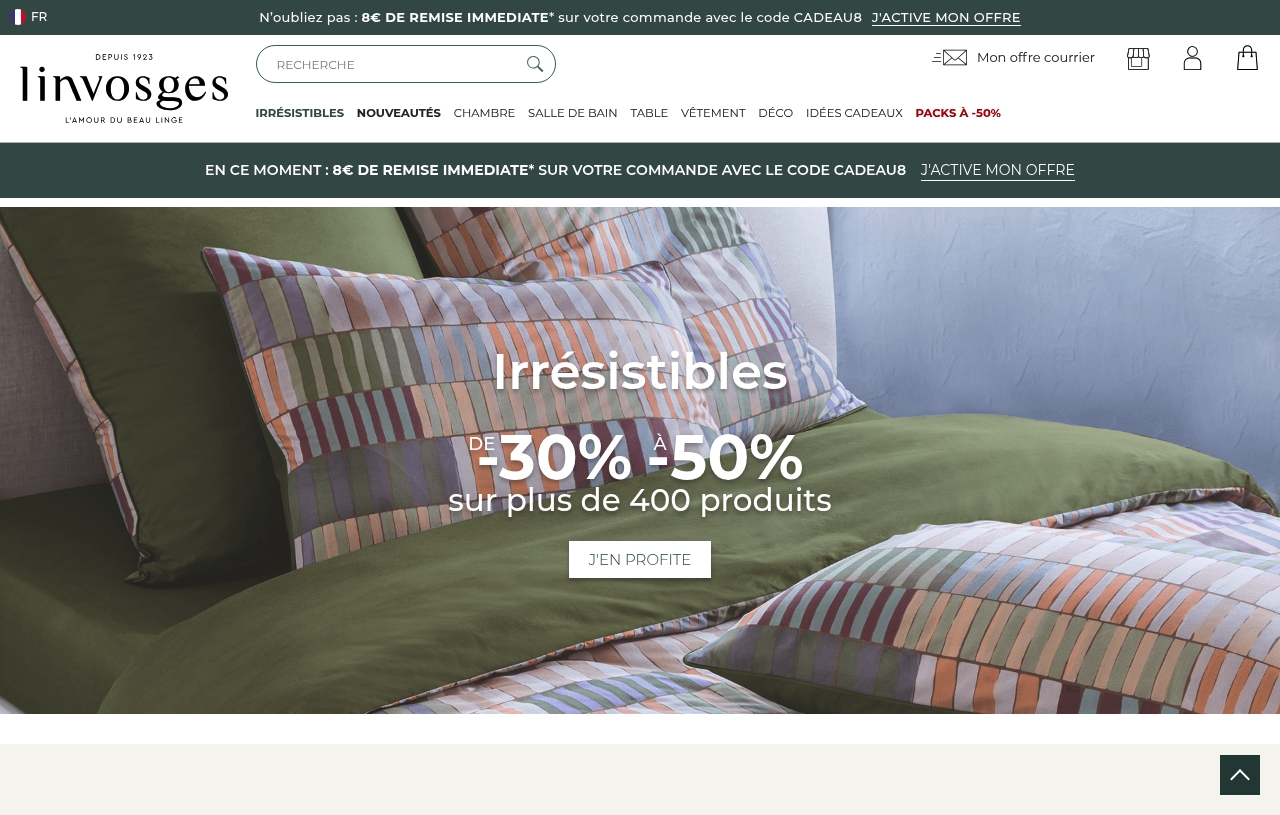 FR
N'oubliez pas : 8€ DE REMISE IMMEDIATE* sur votre commande avec le code CADEAU8 J'ACTIVE MON OFFRE
DEPUIS 1923
linvosges
L'AMOUR DU BEAU LINGE
RECHERCHE
Mon offre courrier
IRRÉSISTIBLES NOUVEAUTÉS CHAMBRE SALLE DE BAIN TABLE VÊTEMENT DÉCO IDÉES CADEAUX PACKS À -50%
EN CE MOMENT : 8€ DE REMISE IMMEDIATE* SUR VOTRE COMMANDE AVEC LE CODE CADEAU8 J'ACTIVE MON OFFRE
Irrésistibles
DE -30% À -50%
sur plus de 400 produits
J'EN PROFITE